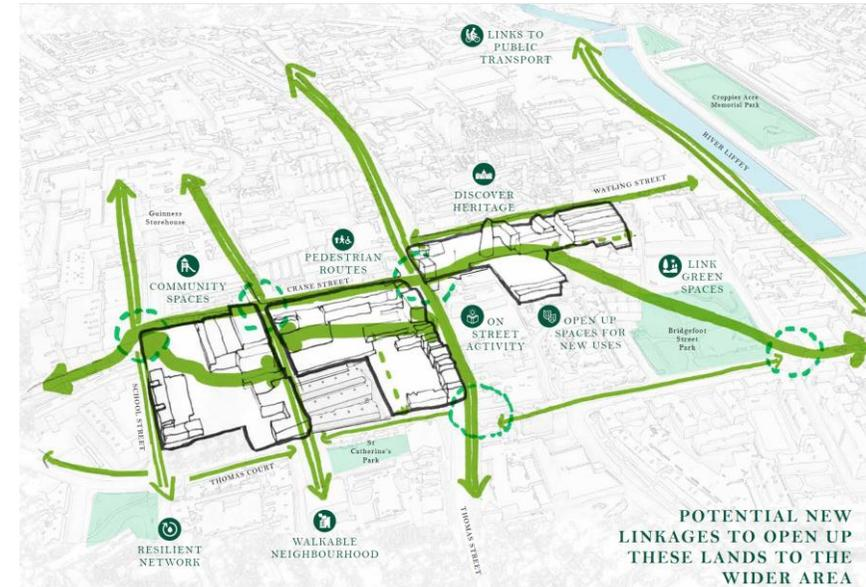 LINKS TO
PUBLIC
TRANSPORT
Croppies Acre
Memorial Park
RIVER LIFFEY
DISCOVER
HERITAGE
WATLING STREET
Guinness
Storehouse
PEDESTRIAN
ROUTES
COMMUNITY
SPACES
CRANE STREET
LINK
GREEN
SPACES
ON
STREET
ACTIVITY
OPEN UP
SPACES FOR
NEW USES
Bridgefoot
Street
Park
SCHOOL STREET
St
Catherine's
Park
THOMAS COURT
THOMAS STREET
RESILIENT
NETWORK
WALKABLE
NEIGHBOURHOOD
POTENTIAL NEW
LINKAGES TO OPEN UP
THESE LANDS TO THE
WIDER AREA